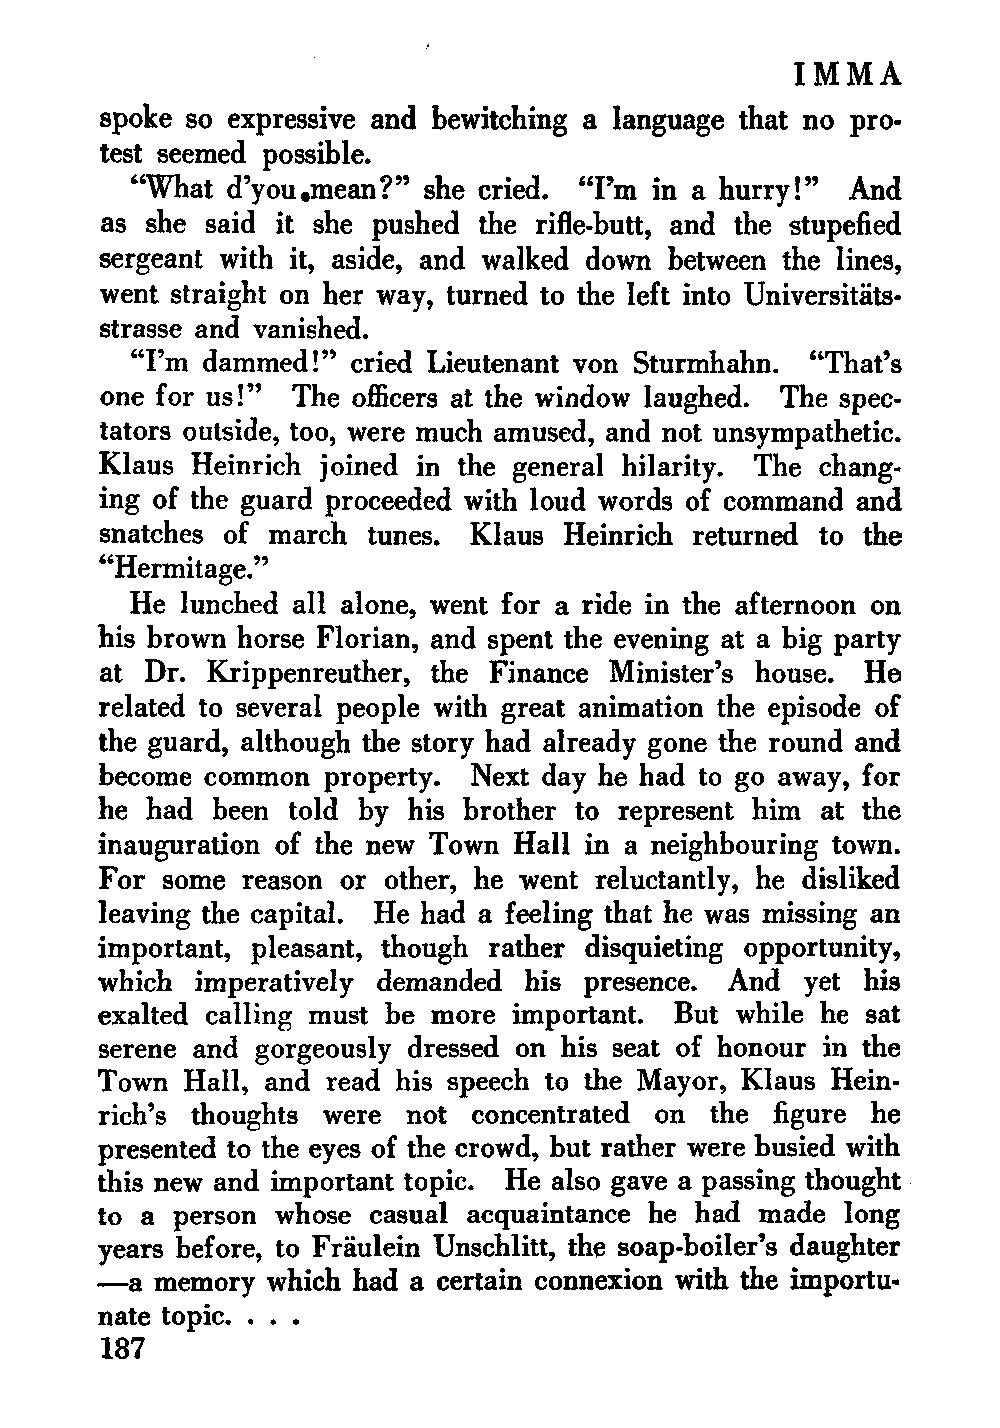 IMMA
spoke so expressive and bewitching a language that no pro-
test seemed possible.
“What d’you mean?” she cried. “I’m in a hurry!” And
as she said it she pushed the rifle-butt, and the stupefied
sergeant with it, aside, and walked down between the lines,
went straight on her way, turned to the left into Universitäts-
strasse and vanished.
“I’m dammed!” cried Lieutenant von Sturmhahn. “That’s
one for us!” The officers at the window laughed. The spec-
tators outside, too, were much amused, and not unsympathetic.
Klaus Heinrich joined in the general hilarity. The chang-
ing of the guard proceeded with loud words of command and
snatches of march tunes. Klaus Heinrich returned to the
“Hermitage.”
He lunched all alone, went for a ride in the afternoon on
his brown horse Florian, and spent the evening at a big party
at Dr. Krippenreuther, the Finance Minister’s house. He
related to several people with great animation the episode of
the guard, although the story had already gone the round and
become common property. Next day he had to go away, for
he had been told by his brother to represent him at the
inauguration of the new Town Hall in a neighbouring town.
For some reason or other, he went reluctantly, he disliked
leaving the capital. He had a feeling that he was missing an
important, pleasant, though rather disquieting opportunity,
which imperatively demanded his presence. And yet his
exalted calling must be more important. But while he sat
serene and gorgeously dressed on his seat of honour in the
Town Hall, and read his speech to the Mayor, Klaus Hein-
rich’s thoughts were not concentrated on the figure he
presented to the eyes of the crowd, but rather were busied with
this new and important topic. He also gave a passing thought
to a person whose casual acquaintance he had made long
years before, to Fräulein Unschlitt, the soap-boiler’s daughter
—a memory which had a certain connexion with the importu-
nate topic. . . .
187